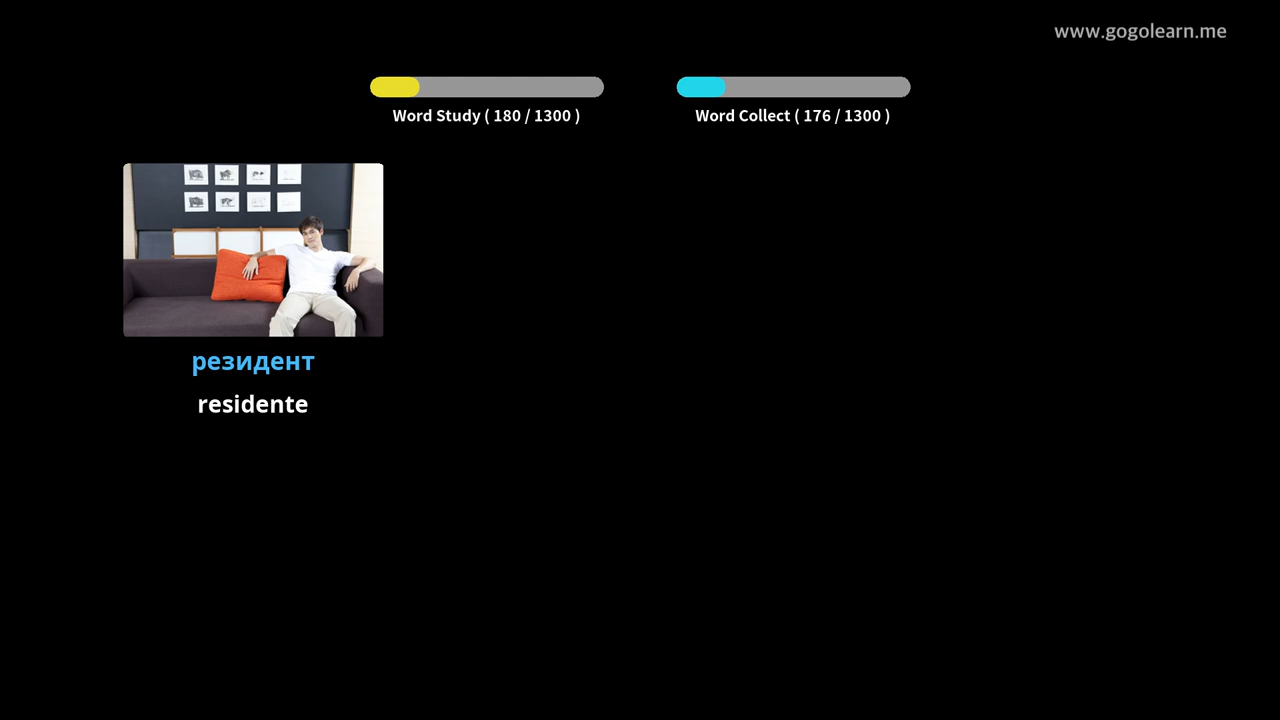 www.gogolearn.me
Word Study ( 180 / 1300 )
Word Collect ( 176 / 1300 )
резидент
residente